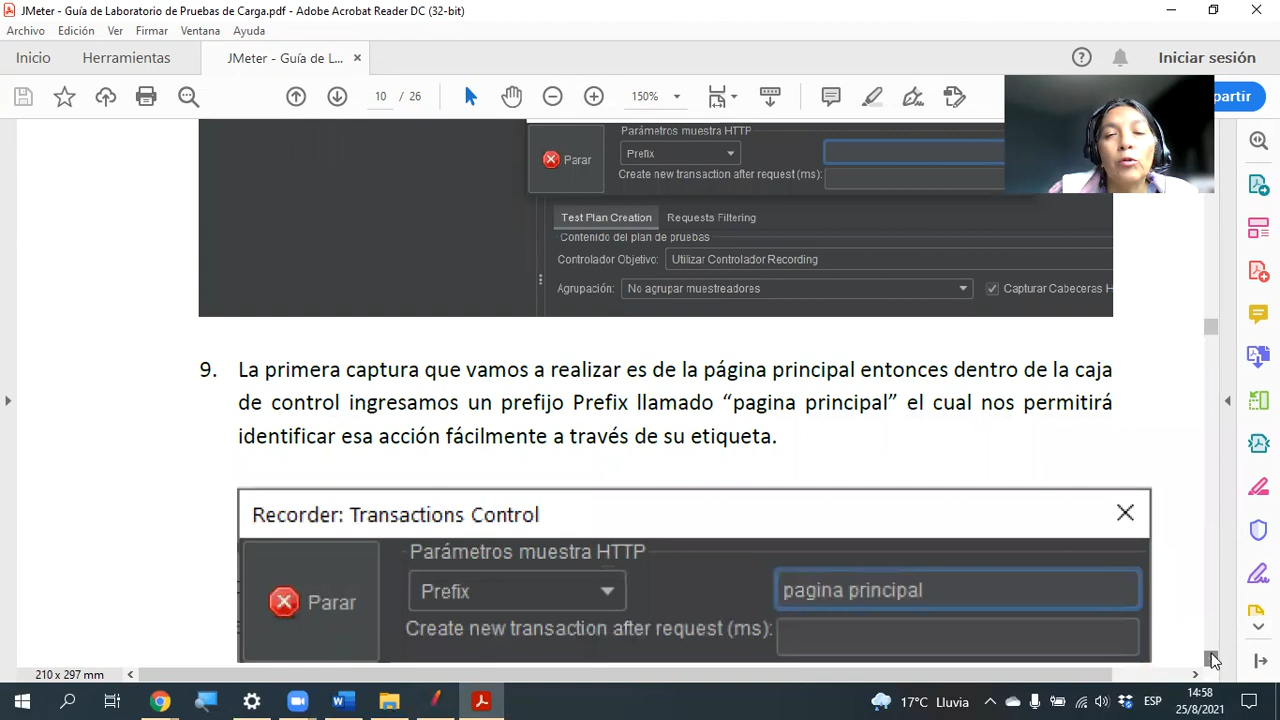 JMeter - Guía de Laboratorio de Pruebas de Carga.pdf - Adobe Acrobat Reader DC (32-bit)
Archivo Edición Ver Firmar Ventana Ayuda
Inicio Herramientas JMeter - Guía de L... Iniciar sesión
10 / 26 150% partir
Parámetros muestra HTTP
Parar Prefix
Create new transaction after request (ms):
Test Plan Creation Requests Filtering
Contenido del plan de pruebas
Controlador Objetivo: Utilizar Controlador Recording
Agrupación: No agrupar muestreadores Capturar Cabeceras H
9. La primera captura que vamos a realizar es de la página principal entonces dentro de la caja
de control ingresamos un prefijo Prefix llamado “pagina principal” el cual nos permitirá
identificar esa acción fácilmente a través de su etiqueta.
Recorder: Transactions Control
Parámetros muestra HTTP
Parar Prefix pagina principal
Create new transaction after request (ms):
210 x 297 mm
17°C Lluvia ESP 14:58
25/8/2021